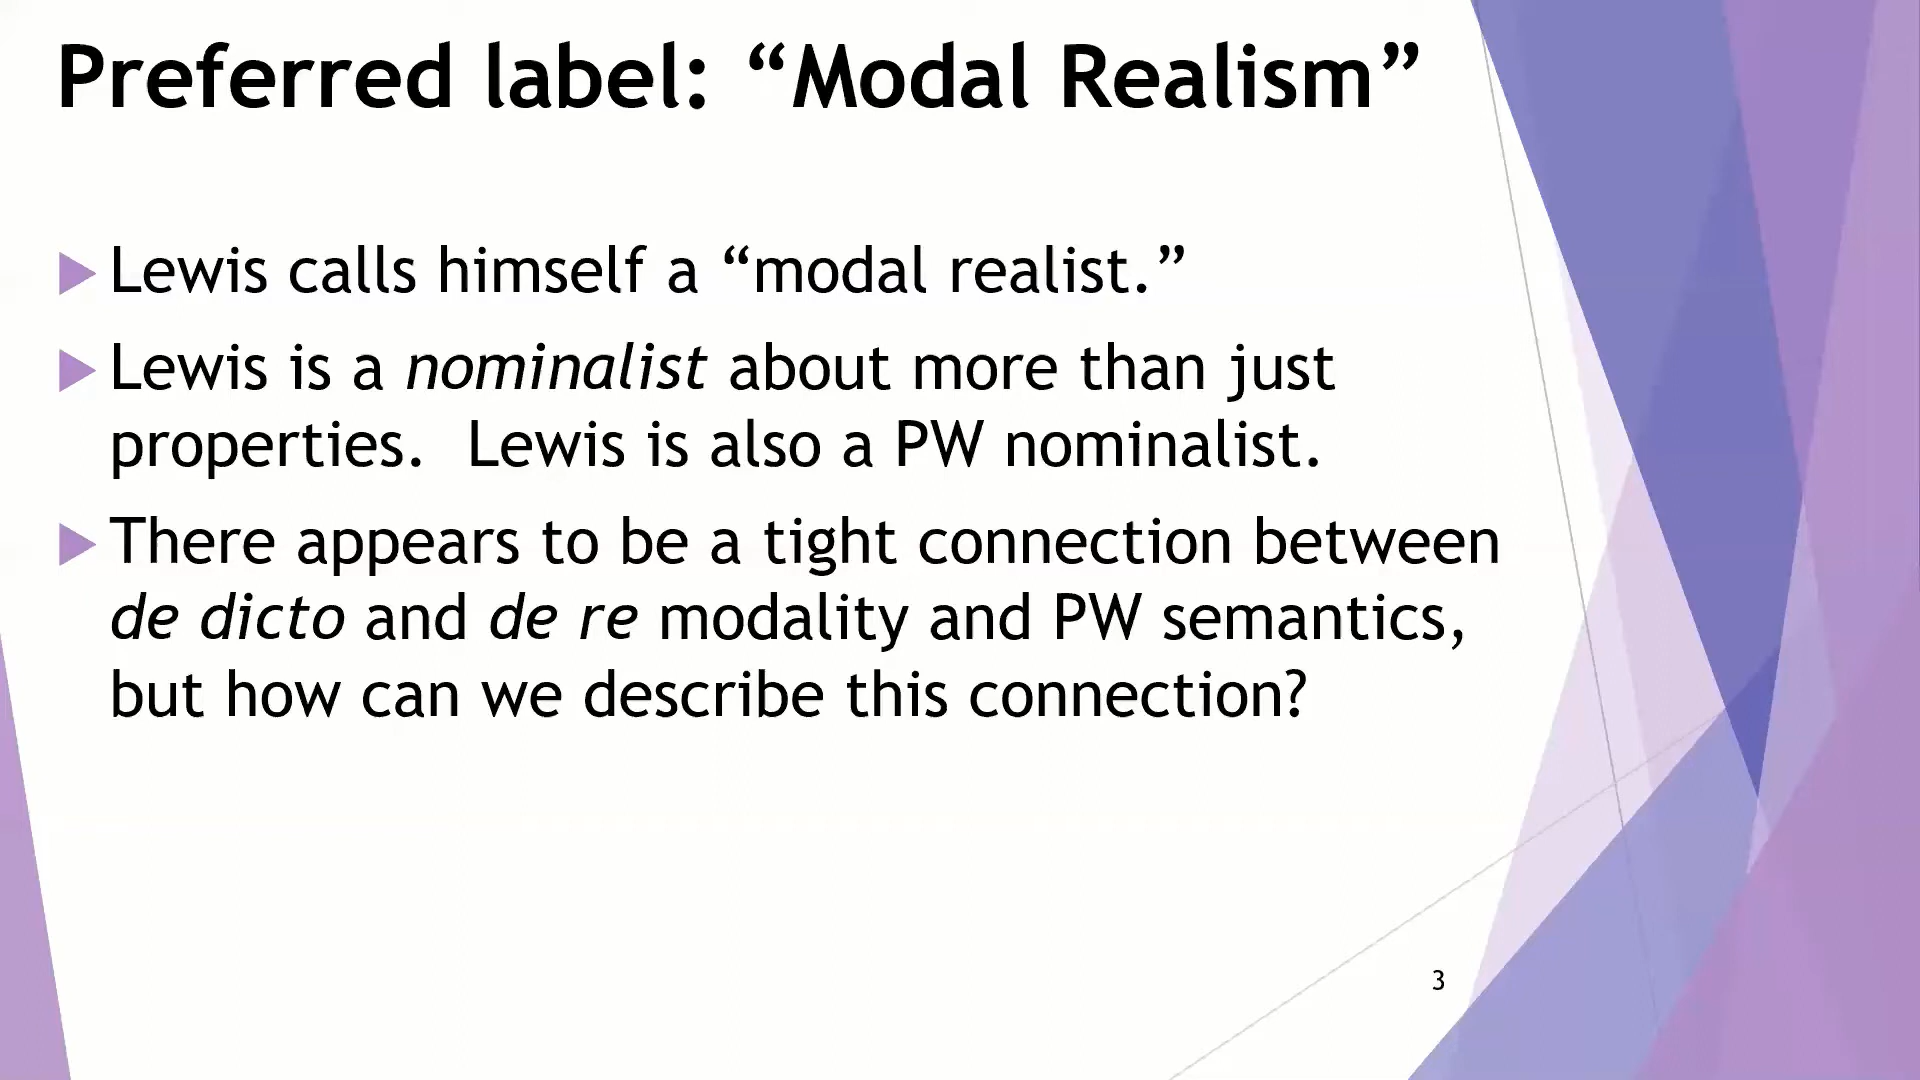 Preferred label: “Modal Realism”
Lewis calls himself a “modal realist.”
Lewis is a nominalist about more than just
properties.  Lewis is also a PW nominalist.
There appears to be a tight connection between
de dicto and de re modality and PW semantics,
but how can we describe this connection?
3